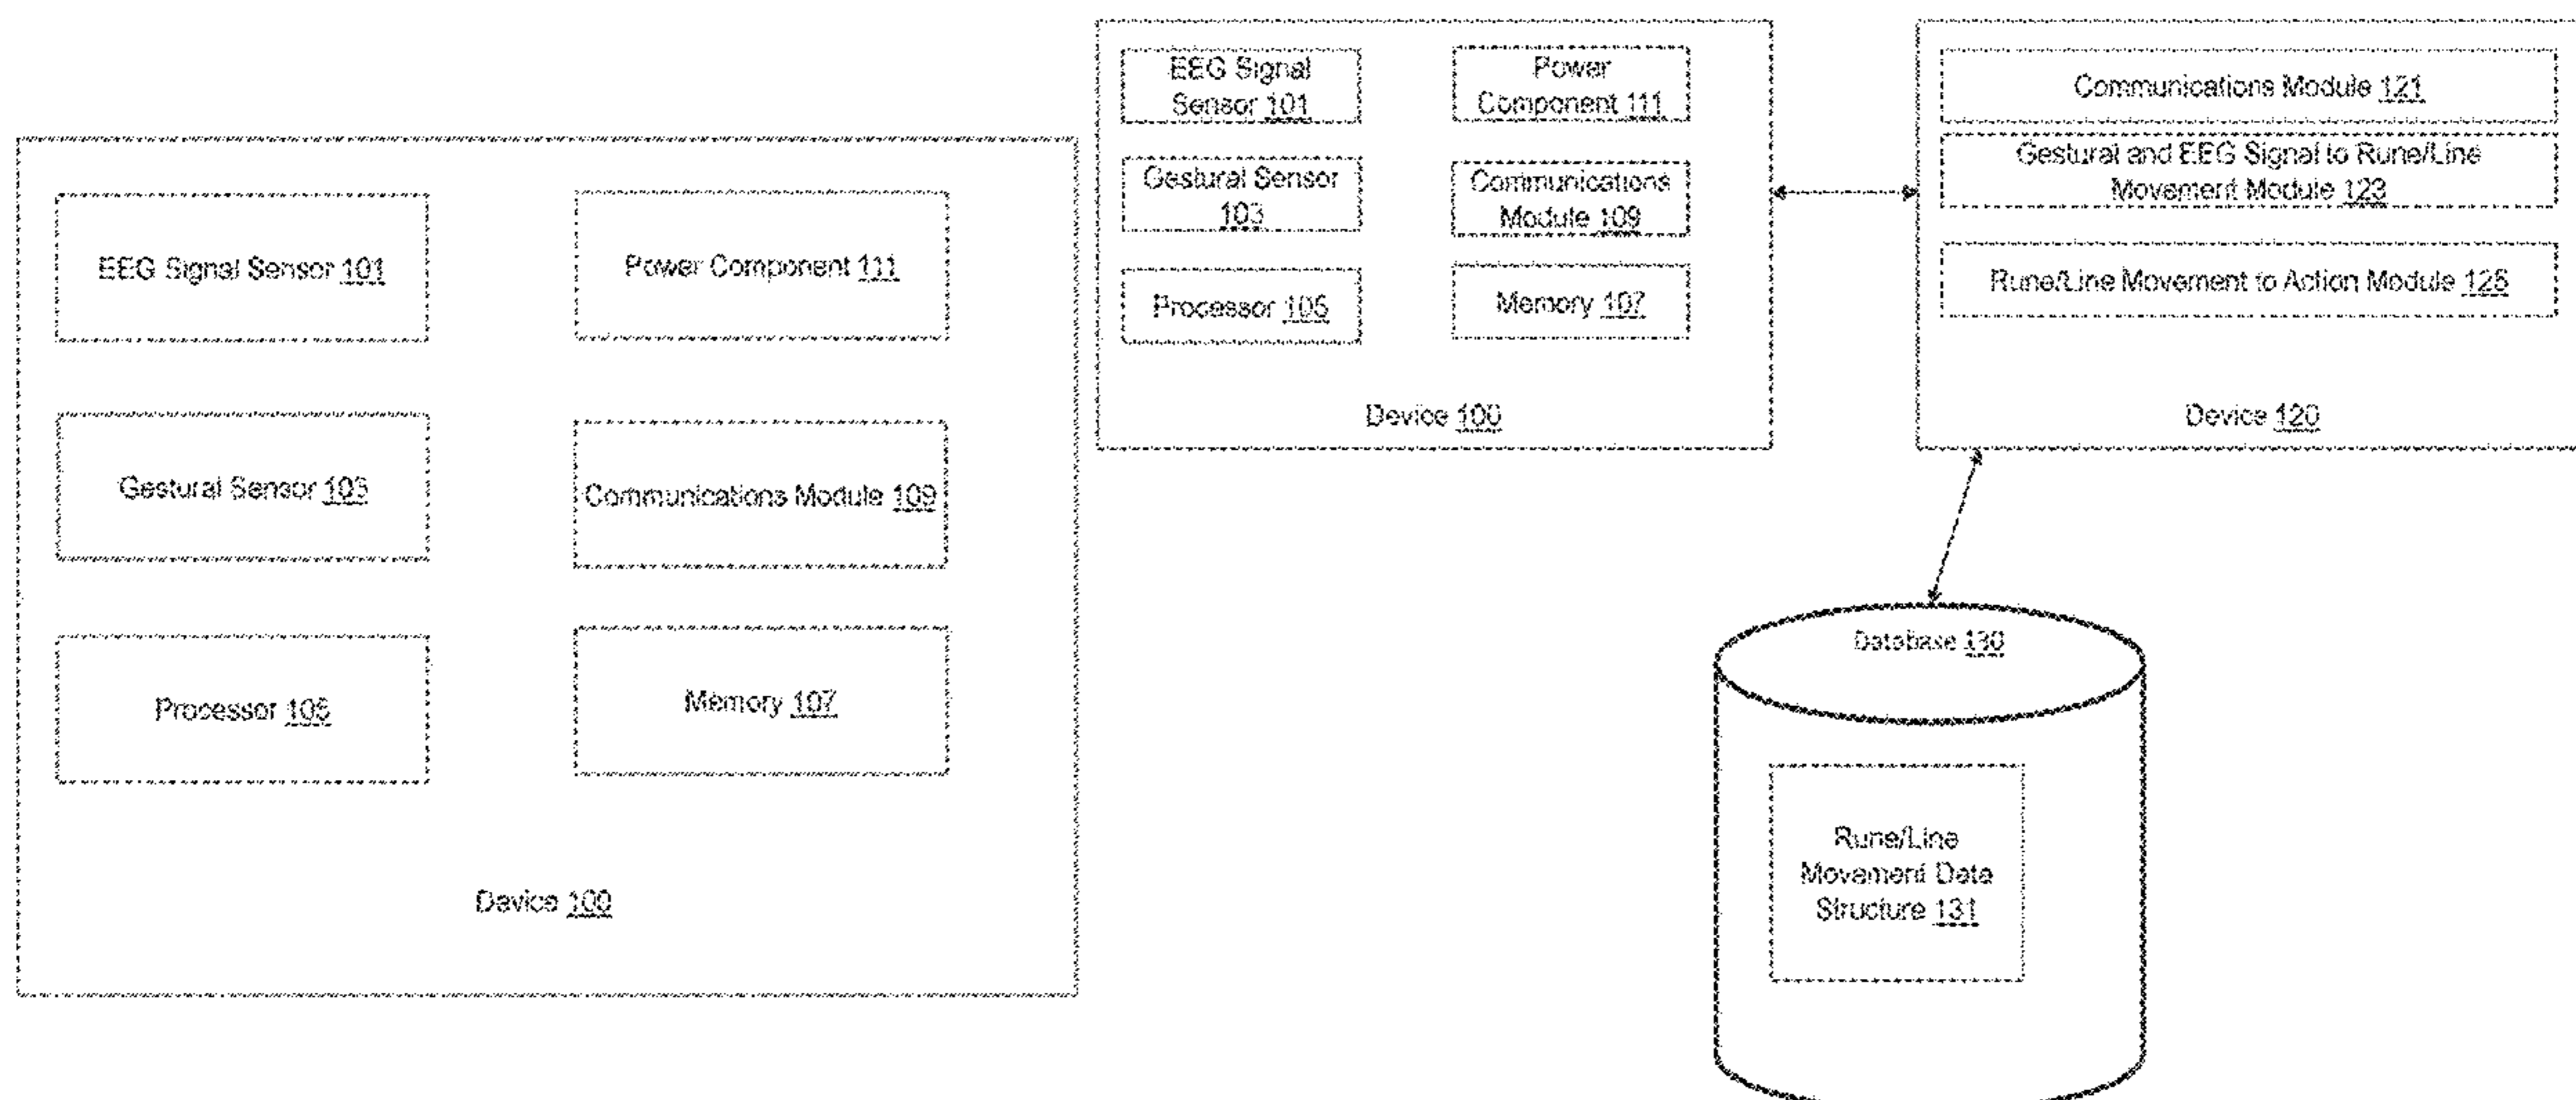 EEG Signal Sensor 101
Power Component 111
Gestural Sensor 103
Communications Module 109
Processor 105
Memory 107
Device 100
EEG Signal
Sensor 101
Power
Component 111
Gestural Sensor
103
Communications
Module 109
Processor 105
Memory 107
Device 100
Communications Module 121
Gestural and EEG Signal to Rune/Line
Movement Module 123
Rune/Line Movement to Action Module 125
Device 120
Database 130
Rune/Line
Movement Data
Structure 131